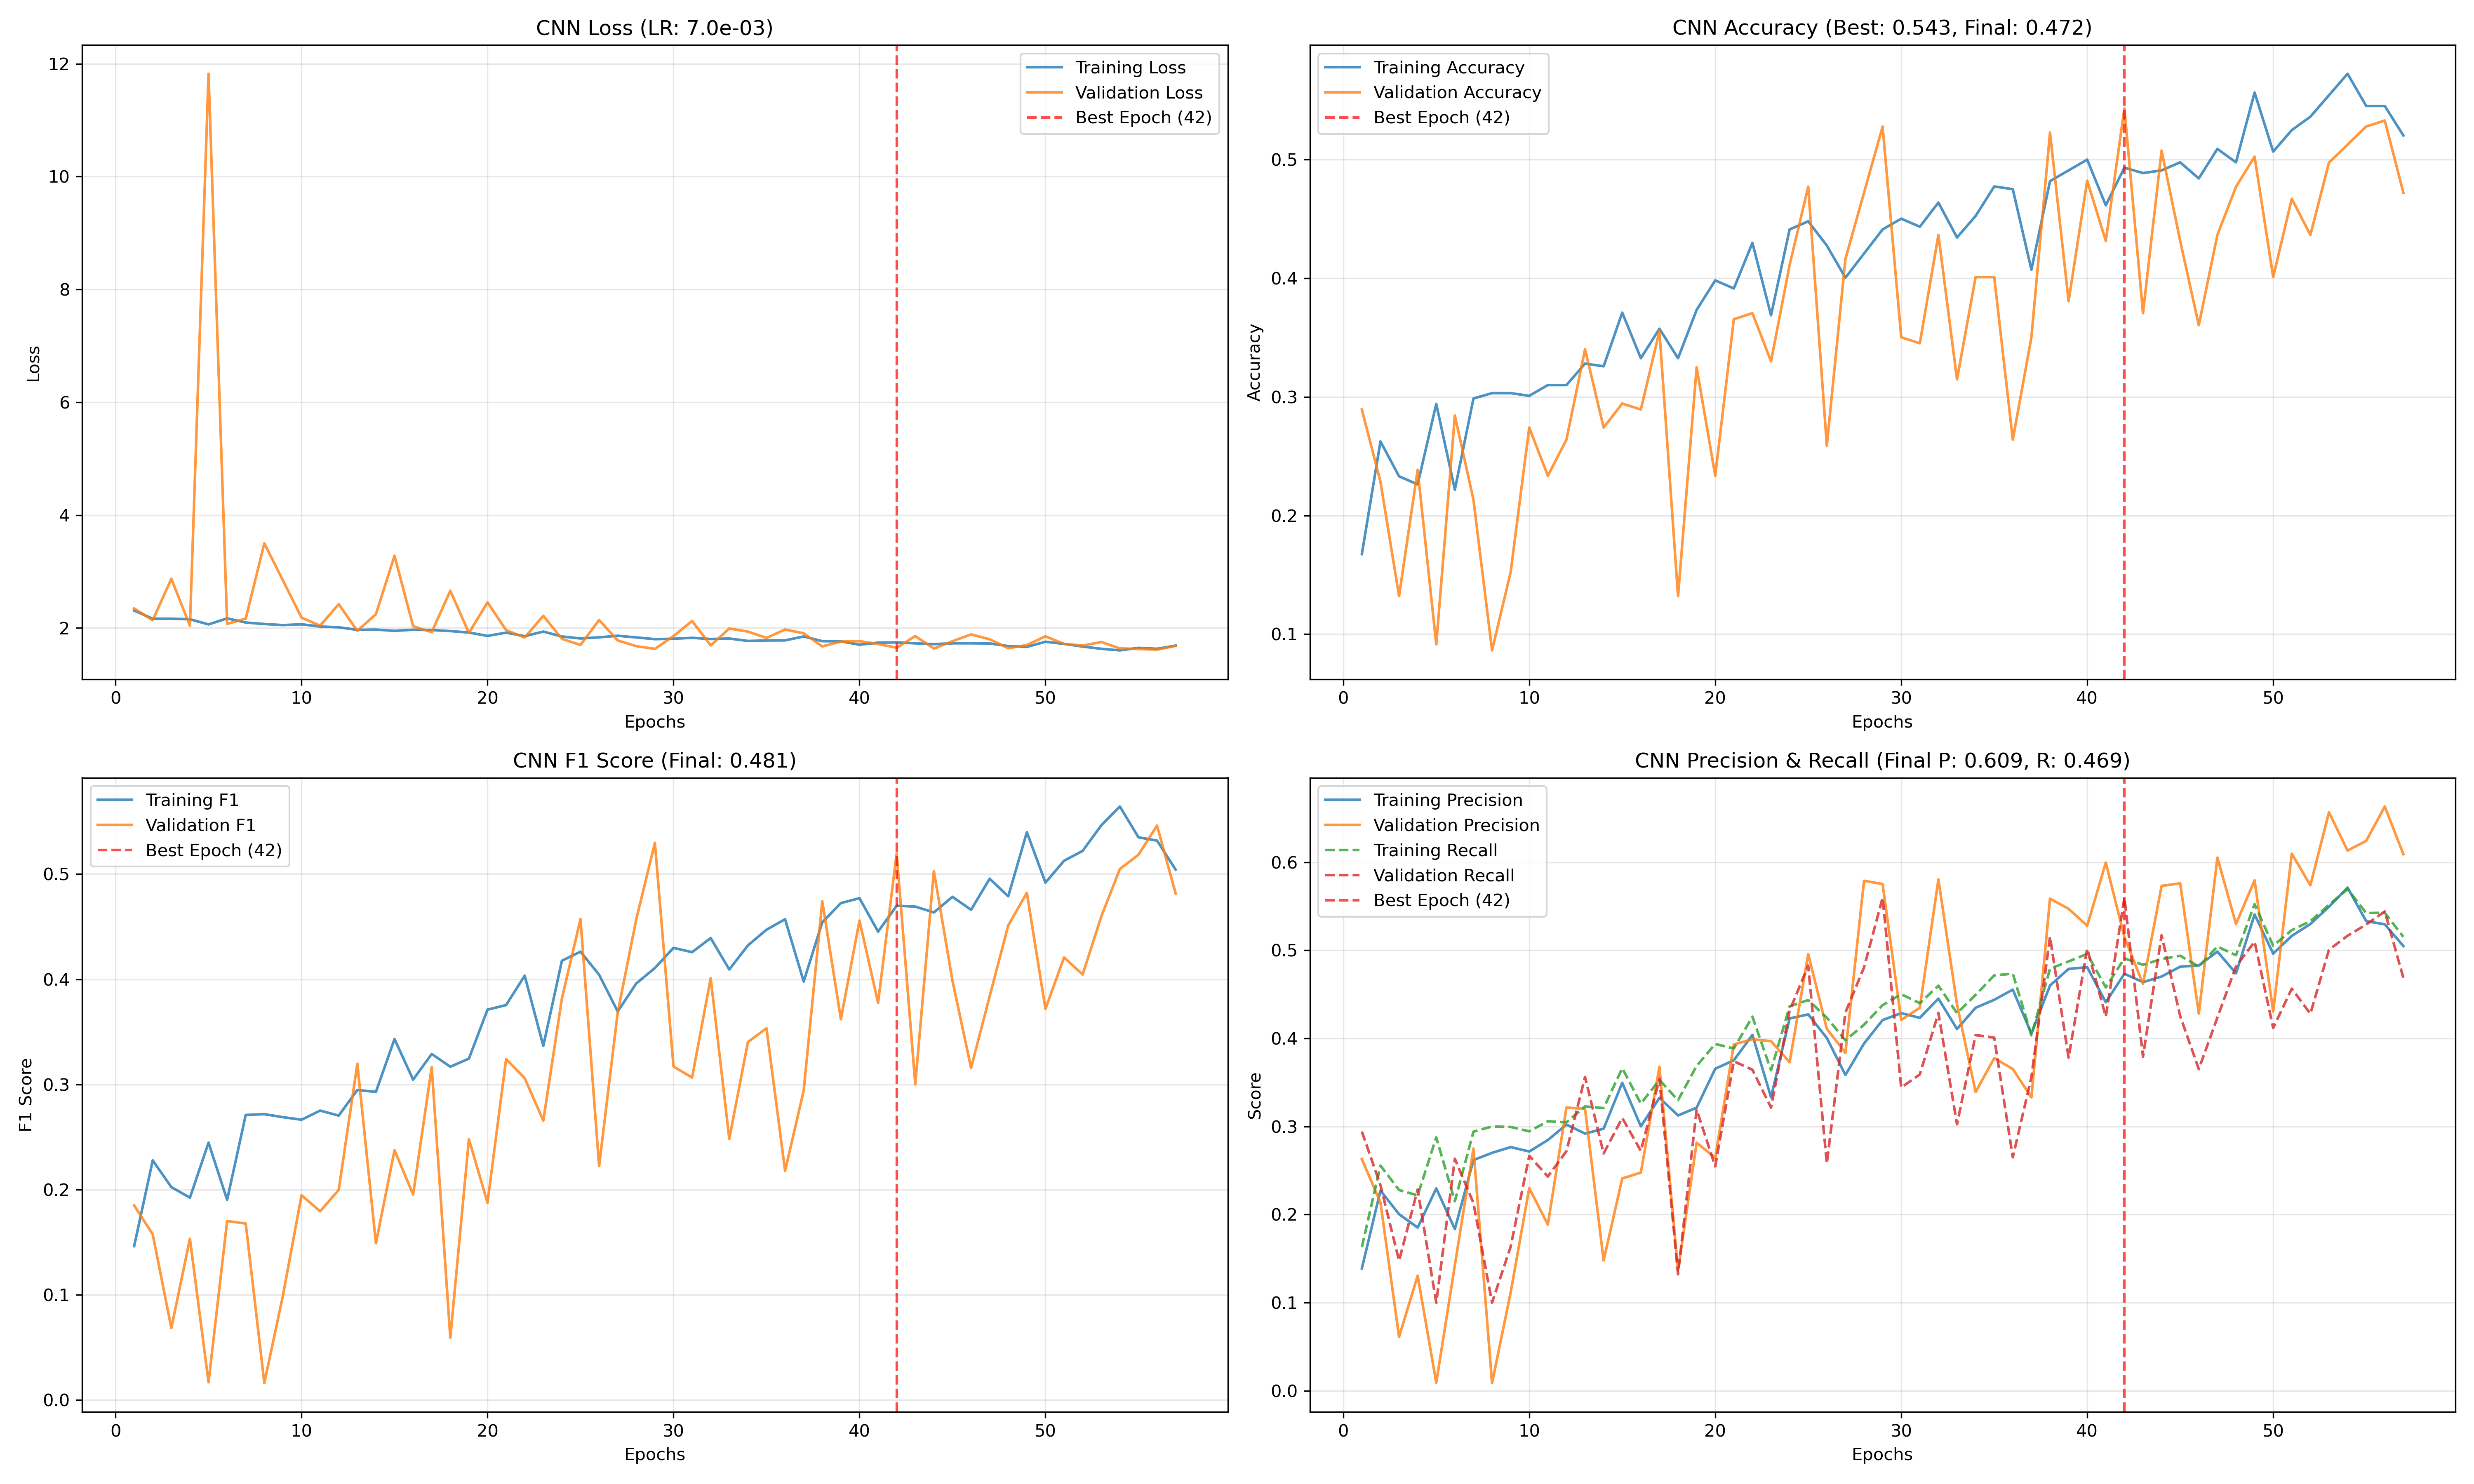 CNN Loss (LR: 7.0e-03)
12
10
8
6
4
2
Loss
Training Loss
Validation Loss
Best Epoch (42)
0
10
20
30
40
50
Epochs
CNN Accuracy (Best: 0.543, Final: 0.472)
0.5
0.4
0.3
0.2
0.1
Accuracy
Training Accuracy
Validation Accuracy
Best Epoch (42)
0
10
20
30
40
50
Epochs
CNN F1 Score (Final: 0.481)
0.5
0.4
0.3
0.2
0.1
0.0
F1 Score
Training F1
Validation F1
Best Epoch (42)
0
10
20
30
40
50
Epochs
CNN Precision & Recall (Final P: 0.609, R: 0.469)
0.6
0.5
0.4
0.3
0.2
0.1
0.0
Score
Training Precision
Validation Precision
Training Recall
Validation Recall
Best Epoch (42)
0
10
20
30
40
50
Epochs